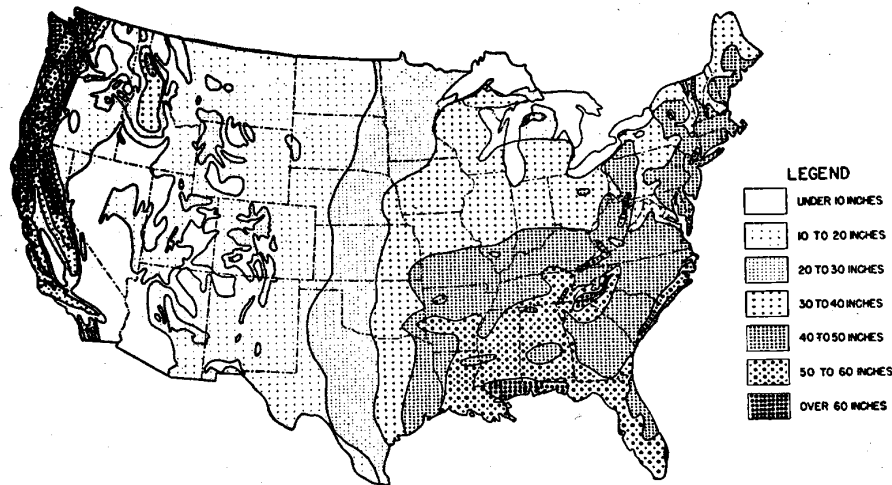 LEGEND
UNDER 10 INCHES
10 TO 20 INCHES
20 TO 30 INCHES
30 TO 40 INCHES
40 TO 50 INCHES
50 TO 60 INCHES
OVER 60 INCHES